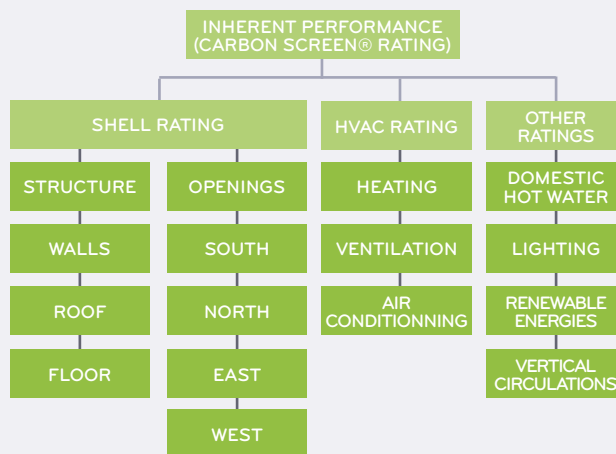 INHERENT PERFORMANCE
(CARBON SCREEN® RATING)
SHELL RATING
STRUCTURE
WALLS
ROOF
FLOOR
OPENINGS
SOUTH
NORTH
EAST
WEST
HVAC RATING
HEATING
VENTILATION
AIR
CONDITIONNING
OTHER
RATINGS
DOMESTIC
HOT WATER
LIGHTING
RENEWABLE
ENERGIES
VERTICAL
CIRCULATIONS